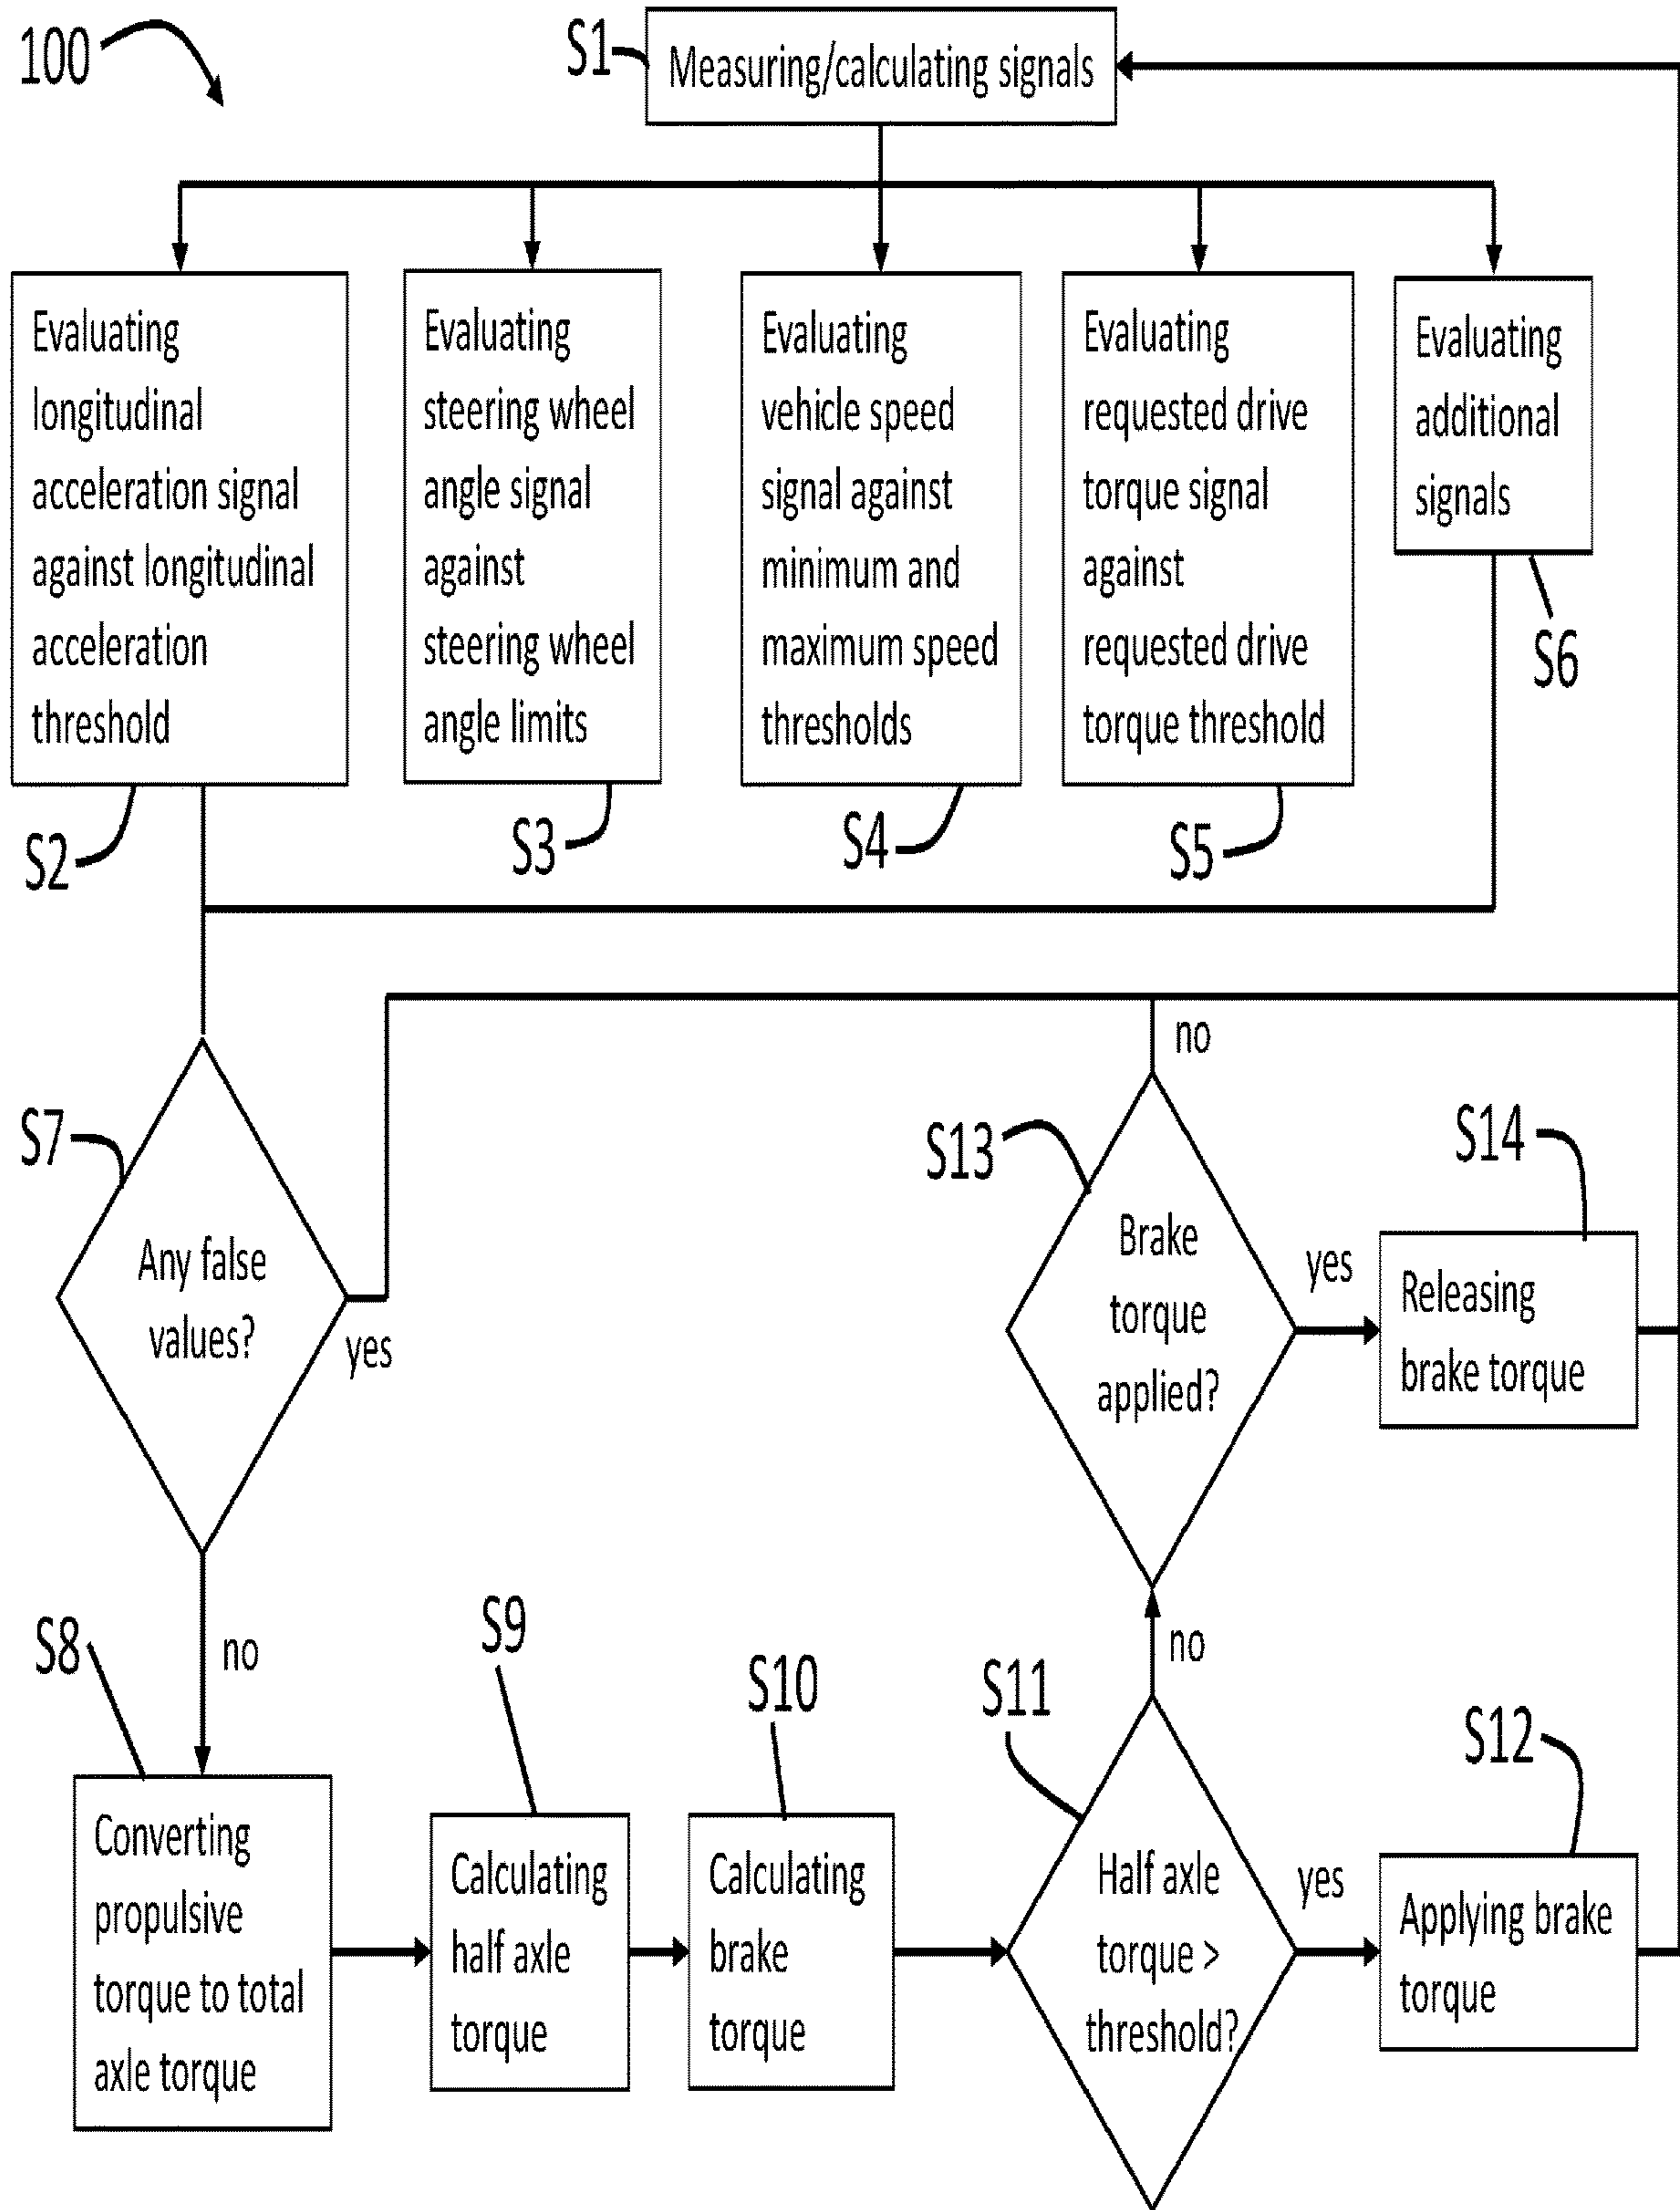 100
S1
Measuring/calculating signals
Evaluating
longitudinal
acceleration signal
against longitudinal
acceleration
threshold
S2
Evaluating
steering wheel
angle signal
against
steering wheel
angle limits
S3
Evaluating
vehicle speed
signal against
minimum and
maximum speed
thresholds
S4
Evaluating
requested drive
torque signal
against
requested drive
torque threshold
S5
Evaluating
additional
signals
S6
S7
Any false
values?
yes
no
S8
Converting
propulsive
torque to total
axle torque
S9
Calculating
half axle
torque
S10
Calculating
brake
torque
S11
Half axle
torque >
threshold?
yes
no
S12
Applying brake
torque
S13
Brake
torque
applied?
no
yes
S14
Releasing
brake torque